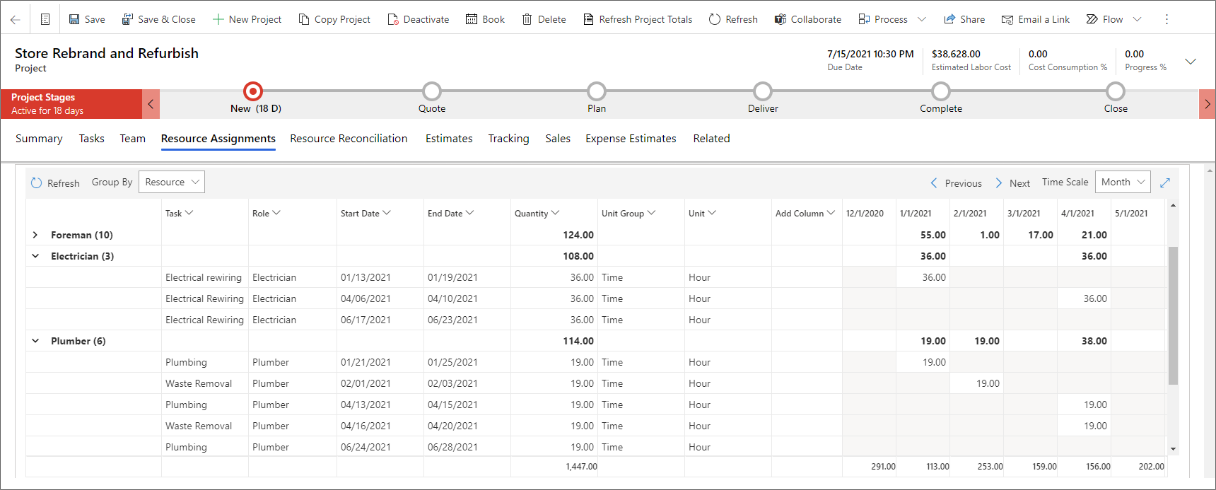 Save Save & Close New Project Copy Project Deactivate Book Delete Refresh Project Totals Refresh Collaborate Process Share Email a Link Flow
Store Rebrand and Refurbish
Project
7/15/2021 10:30 PM $38,628.00 0.00 0.00
Due Date Estimated Labor Cost Cost Consumption % Progress %
Project Stages
Active for 18 days
New (18 D) Quote Plan Deliver Complete Close
Summary Tasks Team Resource Assignments Resource Reconciliation Estimates Tracking Sales Expense Estimates Related
Refresh Group By Resource Previous Next Time Scale Month
Task Role Start Date End Date Quantity Unit Group Unit Add Column 12/1/2020 1/1/2021 2/1/2021 3/1/2021 4/1/2021 5/1/2021
Foreman (10) 124.00 55.00 1.00 17.00 21.00
Electrician (3) 108.00 36.00 36.00
Electrical rewiring Electrician 01/13/2021 01/19/2021 36.00 Time Hour 36.00
Electrical Rewiring Electrician 04/06/2021 04/10/2021 36.00 Time Hour 36.00
Electrical Rewiring Electrician 06/17/2021 06/23/2021 36.00 Time Hour
Plumber (6) 114.00 19.00 19.00 38.00
Plumbing Plumber 01/21/2021 01/25/2021 19.00 Time Hour 19.00
Waste Removal Plumber 02/01/2021 02/03/2021 19.00 Time Hour 19.00
Plumbing Plumber 04/13/2021 04/15/2021 19.00 Time Hour 19.00
Waste Removal Plumber 04/16/2021 04/20/2021 19.00 Time Hour 19.00
Plumbing Plumber 06/24/2021 06/28/2021 19.00 Time Hour
1,447.00 291.00 113.00 253.00 159.00 156.00 202.00